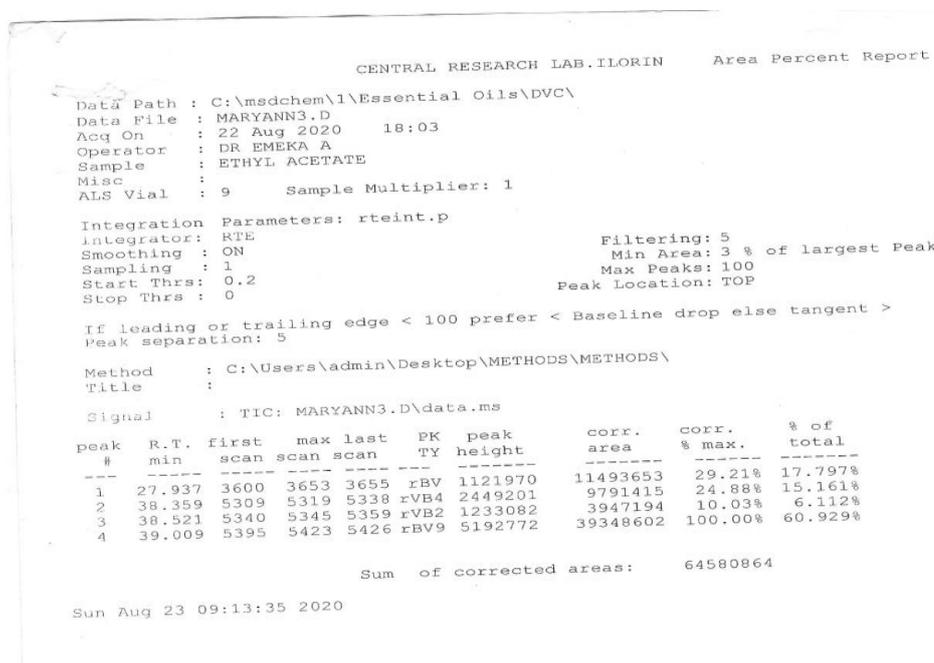 CENTRAL RESEARCH LAB.ILORIN Area Percent Report
Data Path : C:\msdchem\1\Essential Oils\DVC\
Data File : MARYANN3.D
Acq On : 22 Aug 2020 18:03
Operator : DR EMEKA A
Sample : ETHYL ACETATE
Misc :
ALS Vial : 9 Sample Multiplier: 1
Integration Parameters: rteint.p
Integrator: RTE
Smoothing : ON Filtering: 5
Sampling : 1 Min Area: 3 % of largest Peak
Start Thrs: 0.2 Max Peaks: 100
Stop Thrs : 0 Peak Location: TOP
If leading or trailing edge < 100 prefer < Baseline drop else tangent >
Peak separation: 5
Method : C:\Users\admin\Desktop\METHODS\METHODS\
Title :
Signal : TIC: MARYANN3.D\data.ms
peak R.T. first max last PK peak corr. corr. % of
# min scan scan scan TY height area % max. total
--- ----- ----- ---- ---- --- ------- ------- ------ -------
1 27.937 3600 3653 3655 rBV 1121970 11493653 29.21% 17.797%
2 38.359 5309 5319 5338 rVB4 2449201 9791415 24.88% 15.161%
3 38.521 5340 5345 5359 rVB2 1233082 3947194 10.03% 6.112%
4 39.009 5395 5423 5426 rBV9 5192772 39348602 100.00% 60.929%
Sum of corrected areas: 64580864
Sun Aug 23 09:13:35 2020